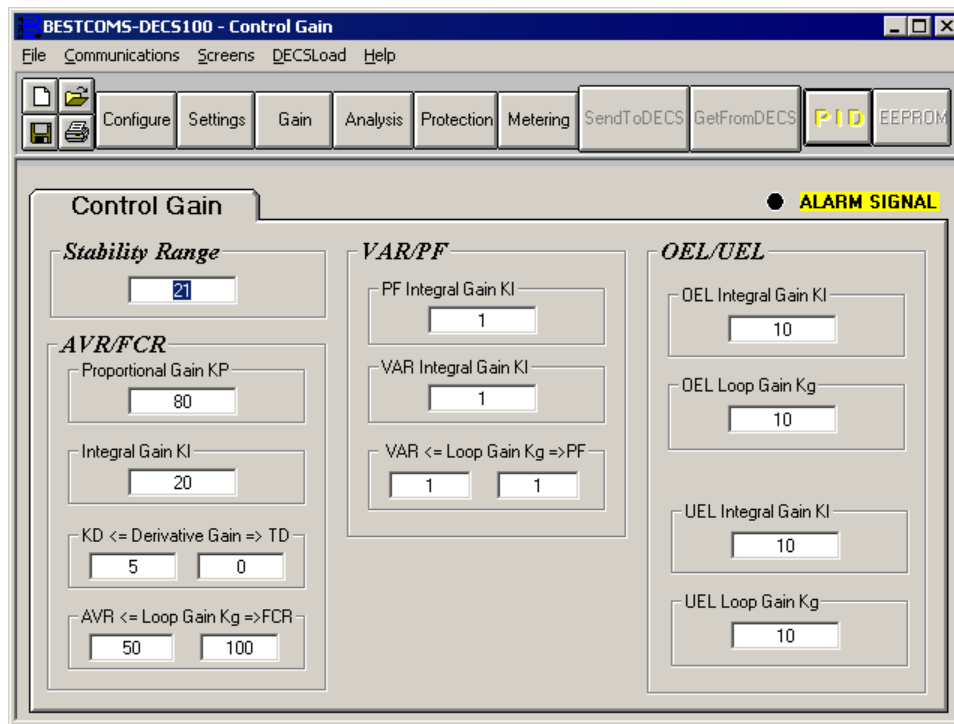 BESTCOMS-DECS100 - Control Gain
File Communications Screens DECSLoad Help
Configure Settings Gain Analysis Protection Metering SendToDECS GetFromDECS PID EEPROM
Control Gain
ALARM SIGNAL
Stability Range
21
AVR/FCR
Proportional Gain KP
80
Integral Gain KI
20
KD <= Derivative Gain => TD
5 0
AVR <= Loop Gain Kg =>FCR
50 100
VAR/PF
PF Integral Gain KI
1
VAR Integral Gain KI
1
VAR <= Loop Gain Kg =>PF
1 1
OEL/UEL
OEL Integral Gain KI
10
OEL Loop Gain Kg
10
UEL Integral Gain KI
10
UEL Loop Gain Kg
10